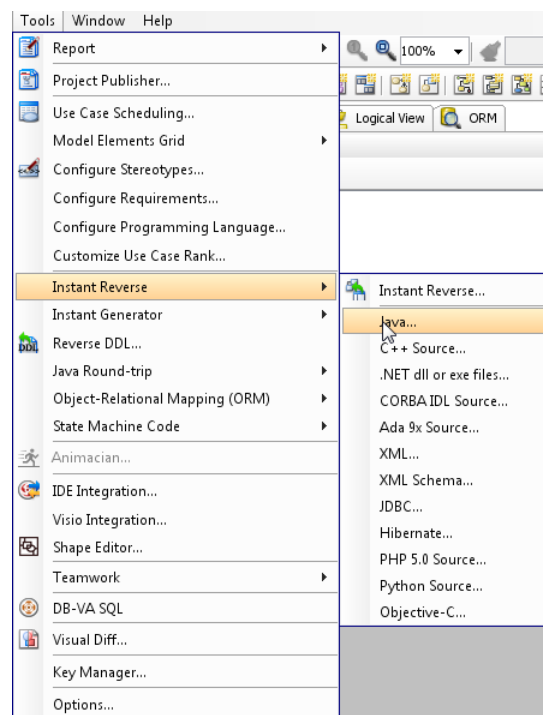 Tools Window Help
Report
100%
Project Publisher...
Use Case Scheduling...
Logical View ORM
Model Elements Grid
Configure Stereotypes...
Configure Requirements...
Configure Programming Language...
Customize Use Case Rank...
Instant Reverse
Instant Reverse...
Instant Generator
Java...
Reverse DDL...
C++ Source...
Java Round-trip
.NET dll or exe files...
Object-Relational Mapping (ORM)
CORBA IDL Source...
State Machine Code
Ada 9x Source...
Animacian...
XML...
XML Schema...
IDE Integration...
JDBC...
Visio Integration...
Hibernate...
Shape Editor...
PHP 5.0 Source...
Teamwork
Python Source...
DB-VA SQL
Objective-C...
Visual Diff...
Key Manager...
Options...